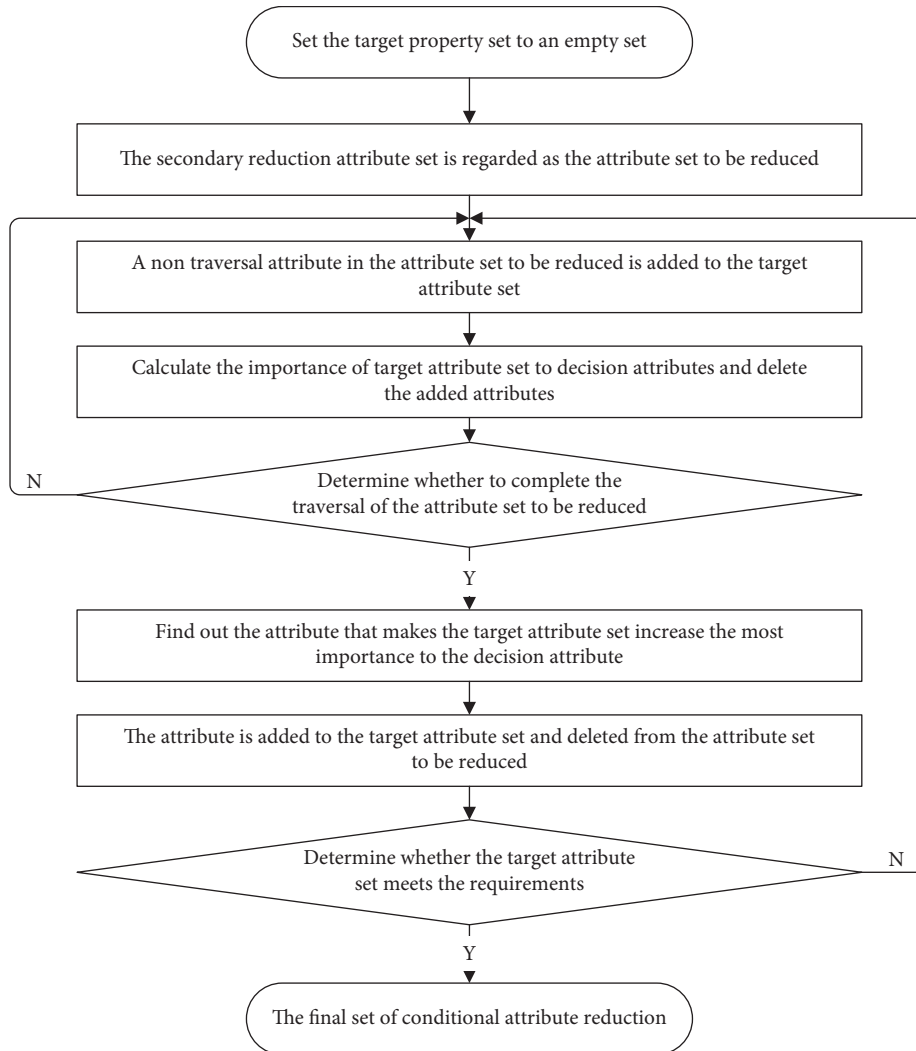 Set the target property set to an empty set
The secondary reduction attribute set is regarded as the attribute set to be reduced
A non traversal attribute in the attribute set to be reduced is added to the target
attribute set
Calculate the importance of target attribute set to decision attributes and delete
the added attributes
N
Determine whether to complete the
traversal of the attribute set to be reduced
Y
Find out the attribute that makes the target attribute set increase the most
importance to the decision attribute
The attribute is added to the target attribute set and deleted from the attribute set
to be reduced
Determine whether the target attribute
set meets the requirements
N
Y
The final set of conditional attribute reduction